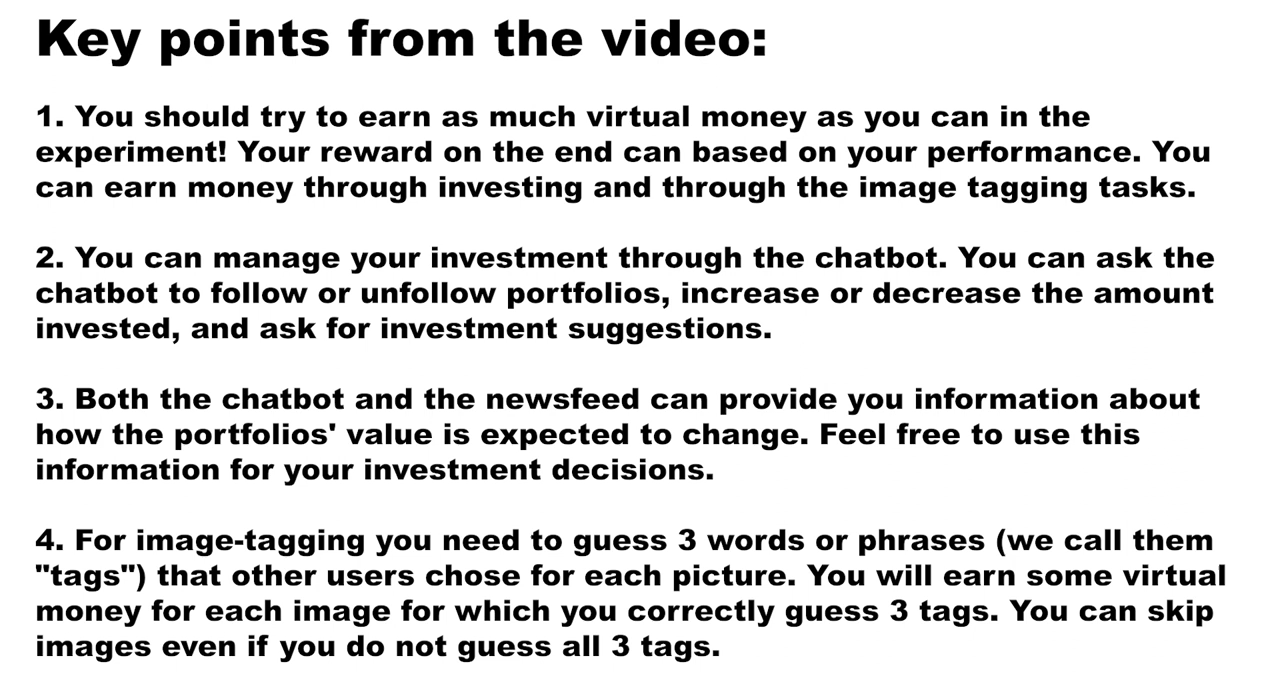 Key points from the video:
1. You should try to earn as much virtual money as you can in the
experiment! Your reward on the end can based on your performance. You
can earn money through investing and through the image tagging tasks.
2. You can manage your investment through the chatbot. You can ask the
chatbot to follow or unfollow portfolios, increase or decrease the amount
invested, and ask for investment suggestions.
3. Both the chatbot and the newsfeed can provide you information about
how the portfolios' value is expected to change. Feel free to use this
information for your investment decisions.
4. For image-tagging you need to guess 3 words or phrases (we call them
"tags") that other users chose for each picture. You will earn some virtual
money for each image for which you correctly guess 3 tags. You can skip
images even if you do not guess all 3 tags.